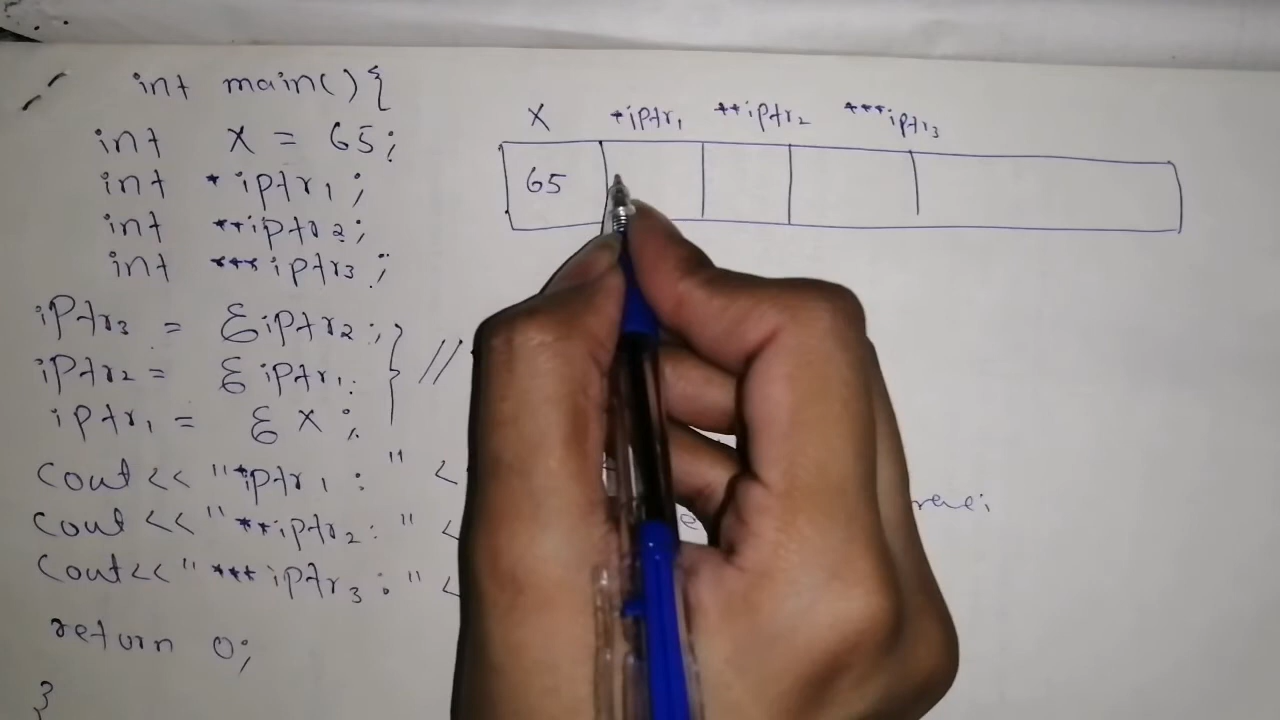 int main(){
int x = 65;
int *iptr1;
int **iptr2;
int ***iptr3;
iptr3 = &iptr2;
iptr2 = &iptr1.
iptr1 = &x;
} //
cout<<"*iptr1:" <
cout<<"**iptr2:" <
cout<<"***iptr3:" <
return 0;
}
x *iptr1 **iptr2 ***iptr3
65